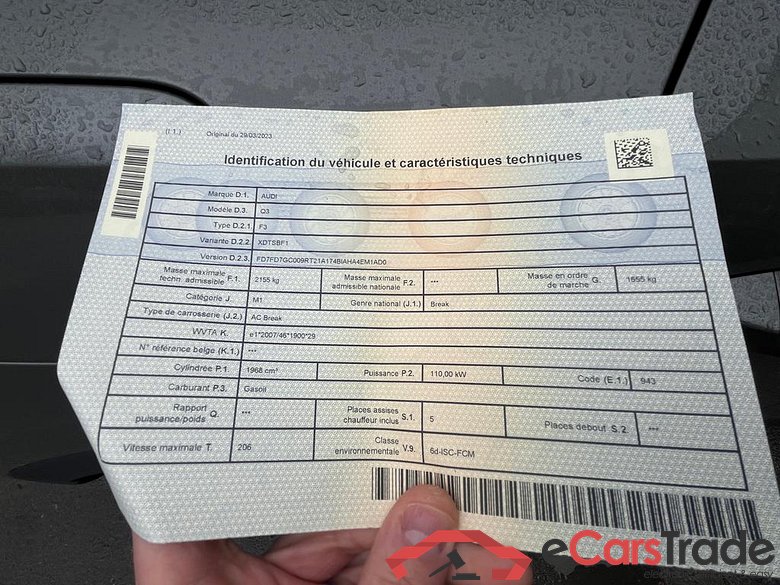 (I.1.) Original du 29/03/2023
Identification du véhicule et caractéristiques techniques
Marque D.1. AUDI
Modèle D.3. Q3
Type D.2.1. F3
Variante D.2.2. XDTSBF1
Version D.2.3. FD7FD7GC009RT21A174BIAHA4EM1AD0
Masse maximale techn. admissible F.1. 2155 kg Masse maximale admissible nationale F.2. *** Masse en ordre de marche G. 1655 kg
Catégorie J. M1 Genre national (J.1.) Break
Type de carrosserie (J.2.) AC Break
WVTA K. e1*2007/46*1900*29
N° référence belge (K.1.) ***
Cylindrée P.1. 1968 cm³ Puissance P.2. 110,00 kW Code (E.1.) 943
Carburant P.3. Gasoil
Rapport puissance/poids Q. *** Places assises chauffeur inclus S.1. 5 Places debout S.2. ***
Vitesse maximale T. 206 Classe environnementale V.9. 6d-ISC-FCM
eCarsTrade